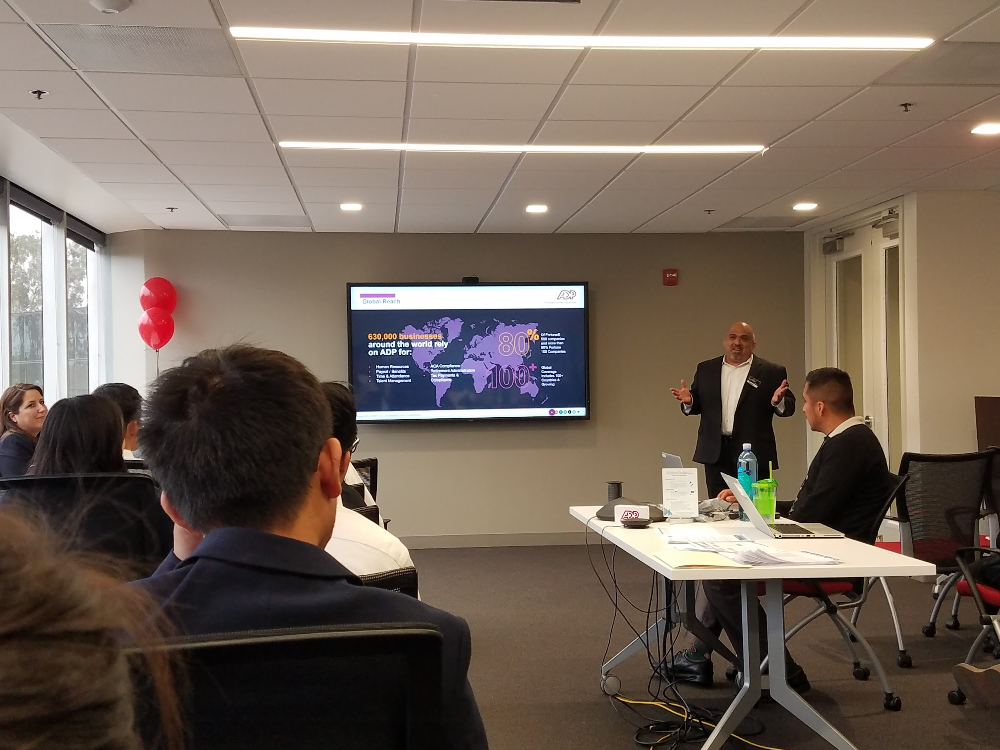 Global Reach
ADP
630,000 businesses
around the world rely
on ADP for:
Human Resources
Payroll / Benefits
Time & Attendance
Talent Management
ACA Compliance
Retirement Administration
Tax Payments &
Compliance
80%
Of Fortune®
500 companies
and more than
90% Fortune
100 Companies
100+
Global
Coverage
Includes 100+
Countries &
Growing
ADP